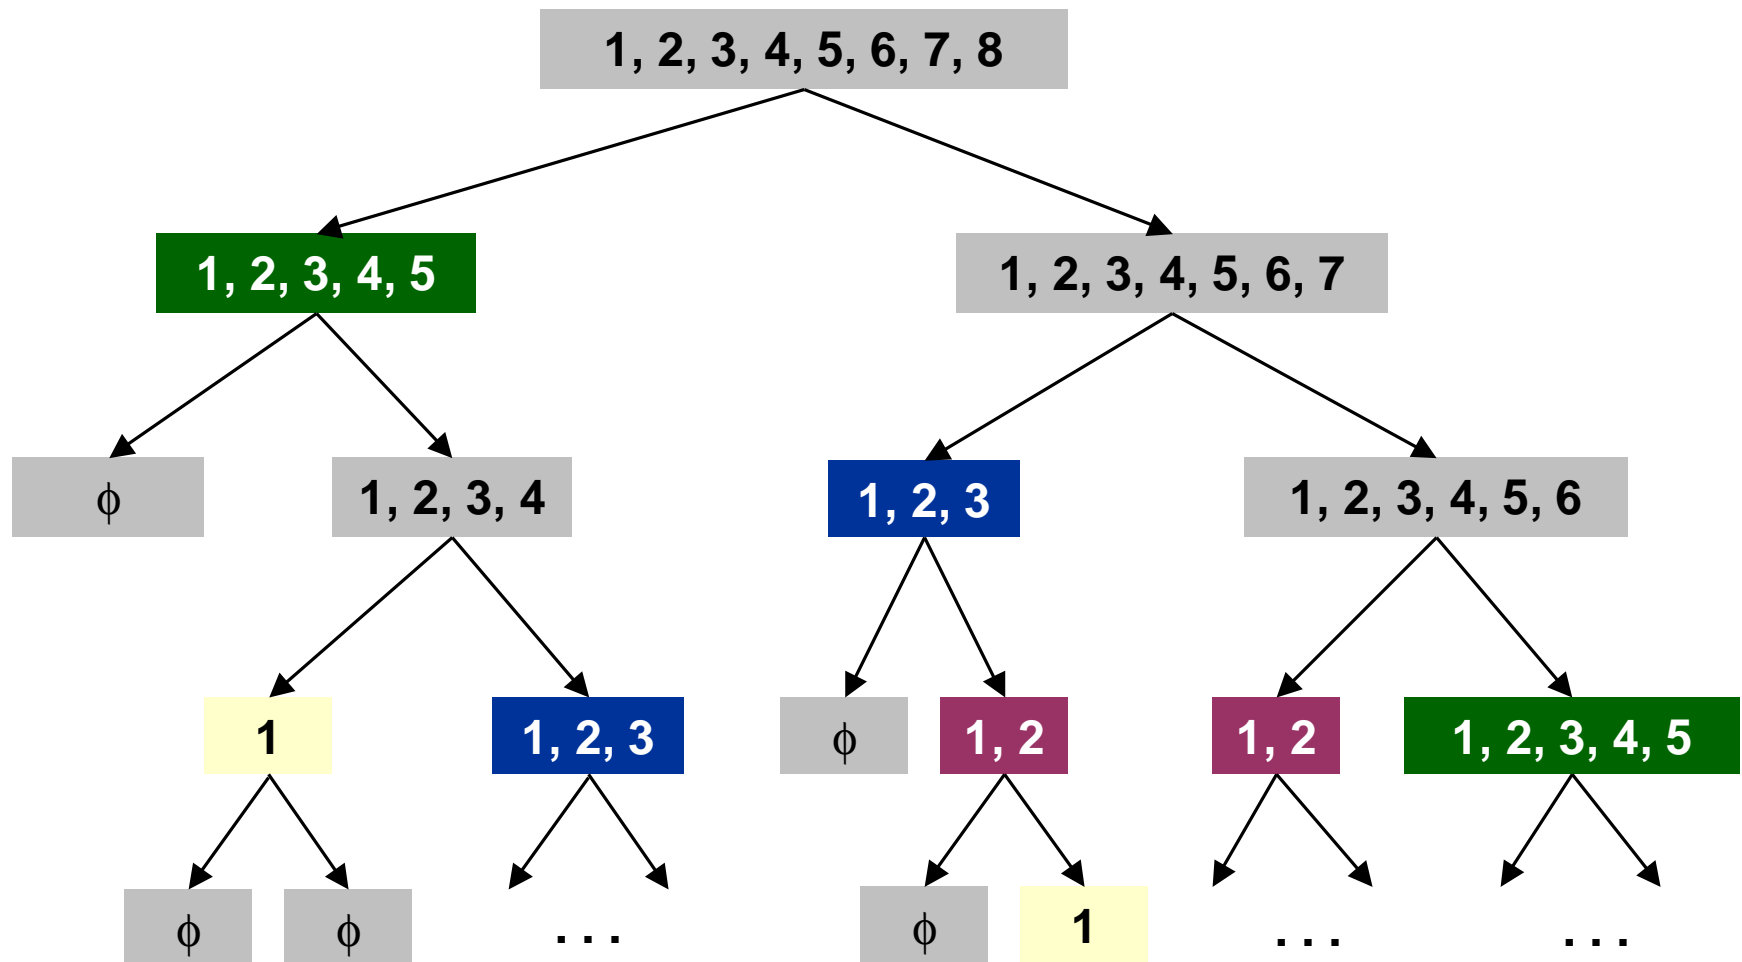 1, 2, 3, 4, 5, 6, 7, 8
1, 2, 3, 4, 5
1, 2, 3, 4, 5, 6, 7
ϕ
1, 2, 3, 4
1, 2, 3
1, 2, 3, 4, 5, 6
1
1, 2, 3
ϕ
1, 2
1, 2
1, 2, 3, 4, 5
ϕ
ϕ
. . .
ϕ
1
. . .
. . .